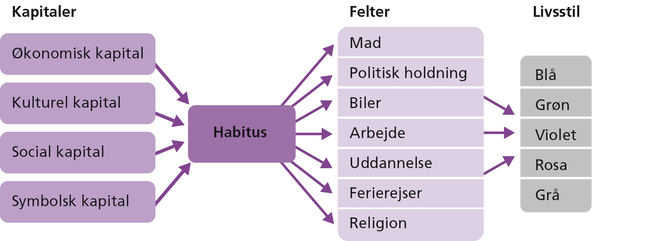 Kapitaler
Økonomisk kapital
Kulturel kapital
Social kapital
Symbolsk kapital
Habitus
Felter
Mad
Politisk holdning
Biler
Arbejde
Uddannelse
Ferierejser
Religion
Livsstil
Blå
Grøn
Violet
Rosa
Grå